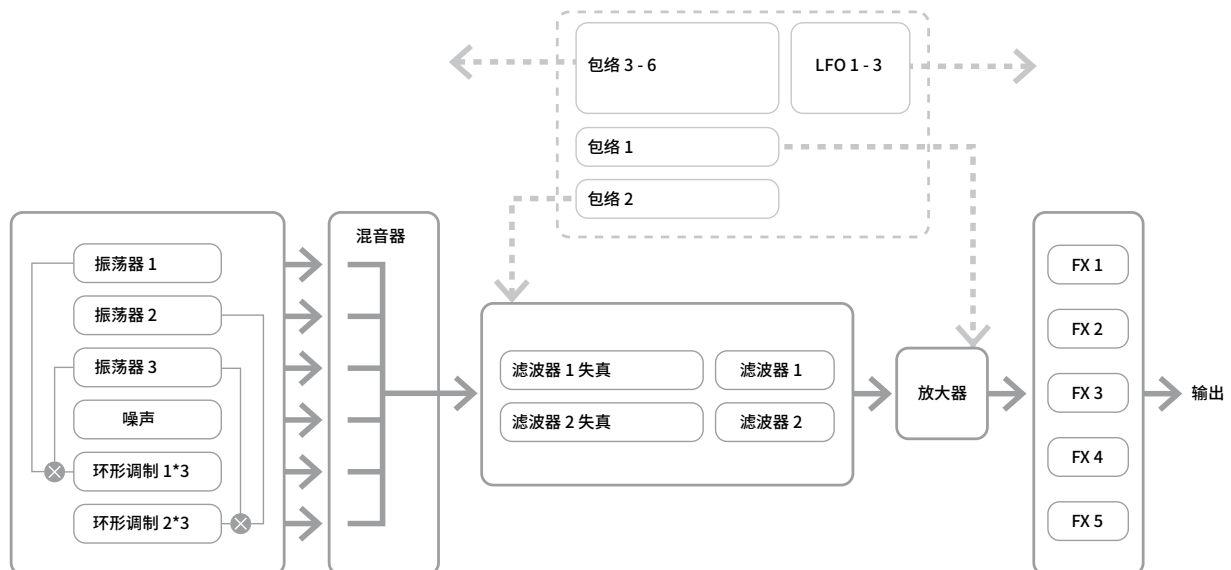 包络 3 - 6
LFO 1 - 3
包络 1
包络 2
振荡器 1
振荡器 2
振荡器 3
噪声
环形调制 1*3
环形调制 2*3
混音器
滤波器 1 失真
滤波器 1
滤波器 2 失真
滤波器 2
放大器
FX 1
FX 2
FX 3
FX 4
FX 5
输出